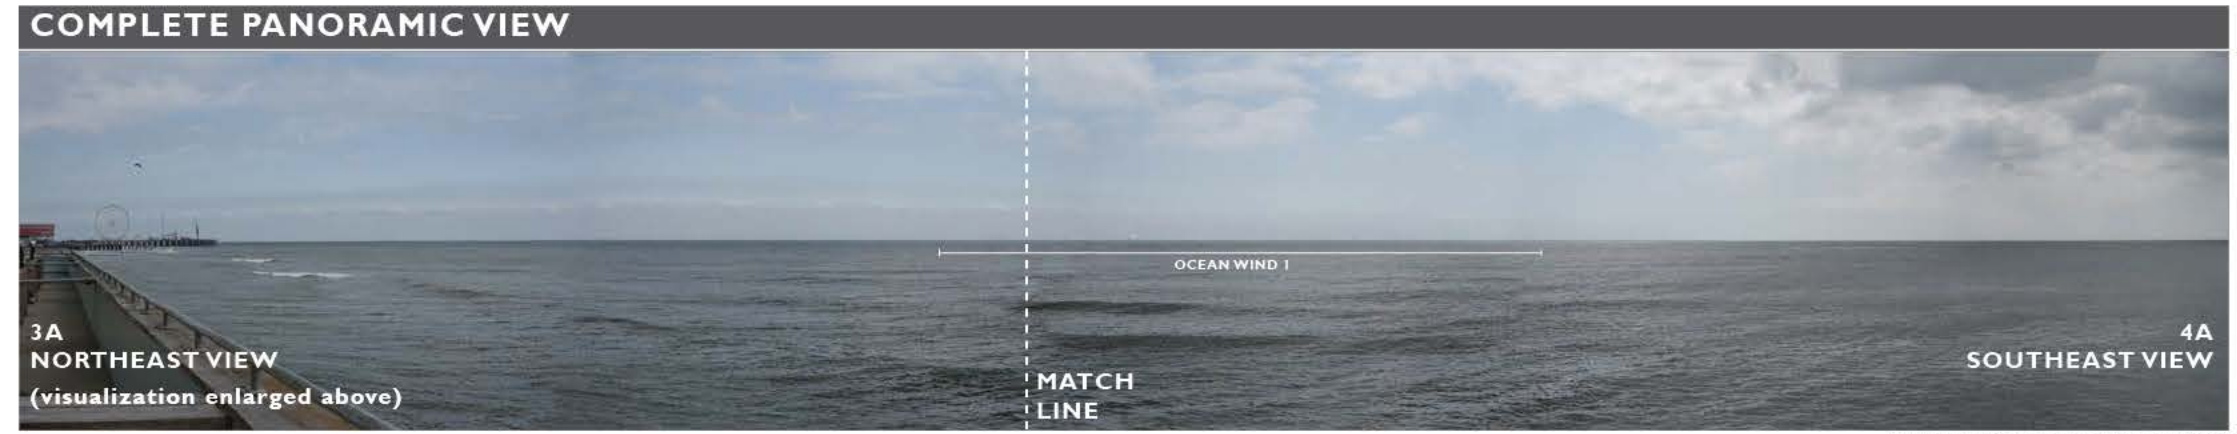 COMPLETE PANORAMIC VIEW
OCEAN WIND 1
3A
NORTHEAST VIEW
(visualization enlarged above)
MATCH
LINE
4A
SOUTHEAST VIEW